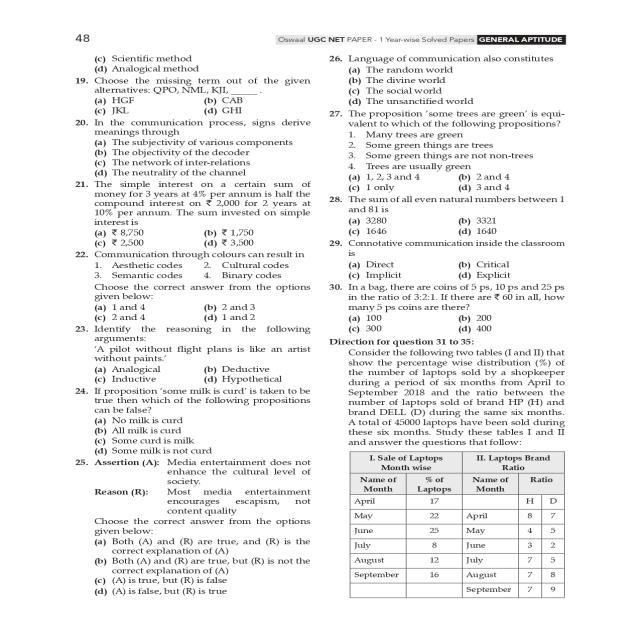 48
Oswaal UGC NET PAPER - 1 Year-wise Solved Papers GENERAL APTITUDE
(c) Scientific method
(d) Analogical method
19. Choose the missing term out of the given
alternatives: QPO, NML, KJI, _____ .
(a) HGF (b) CAB
(c) JKL (d) GHI
20. In the communication process, signs derive
meanings through
(a) The subjectivity of various components
(b) The objectivity of the decoder
(c) The network of inter-relations
(d) The neutrality of the channel
21. The simple interest on a certain sum of
money for 3 years at 4% per annum is half the
compound interest on ₹ 2,000 for 2 years at
10% per annum. The sum invested on simple
interest is
(a) ₹ 8,750 (b) ₹ 1,750
(c) ₹ 2,500 (d) ₹ 3,500
22. Communication through colours can result in
1. Aesthetic codes 2. Cultural codes
3. Semantic codes 4. Binary codes
Choose the correct answer from the options
given below:
(a) 1 and 4 (b) 2 and 3
(c) 2 and 4 (d) 1 and 2
23. Identify the reasoning in the following
arguments:
'A pilot without flight plans is like an artist
without paints.'
(a) Analogical (b) Deductive
(c) Inductive (d) Hypothetical
24. If proposition 'some milk is curd' is taken to be
true then which of the following propositions
can be false?
(a) No milk is curd
(b) All milk is curd
(c) Some curd is milk
(d) Some milk is not curd
25. Assertion (A): Media entertainment does not
enhance the cultural level of
society.
Reason (R): Most media entertainment
encourages escapism, not
content quality
Choose the correct answer from the options
given below:
(a) Both (A) and (R) are true, and (R) is the
correct explanation of (A)
(b) Both (A) and (R) are true, but (R) is not the
correct explanation of (A)
(c) (A) is true, but (R) is false
(d) (A) is false, but (R) is true
26. Language of communication also constitutes
(a) The random world
(b) The divine world
(c) The social world
(d) The unsanctified world
27. The proposition 'some trees are green' is equi-
valent to which of the following propositions?
1. Many trees are green
2. Some green things are trees
3. Some green things are not non-trees
4. Trees are usually green
(a) 1, 2, 3 and 4 (b) 2 and 4
(c) 1 only (d) 3 and 4
28. The sum of all even natural numbers between 1
and 81 is
(a) 3280 (b) 3321
(c) 1646 (d) 1640
29. Connotative communication inside the classroom
is
(a) Direct (b) Critical
(c) Implicit (d) Explicit
30. In a bag, there are coins of 5 ps, 10 ps and 25 ps
in the ratio of 3:2:1. If there are ₹ 60 in all, how
many 5 ps coins are there?
(a) 100 (b) 200
(c) 300 (d) 400
Direction for question 31 to 35:
Consider the following two tables (I and II) that
show the percentage wise distribution (%) of
the number of laptops sold by a shopkeeper
during a period of six months from April to
September 2018 and the ratio between the
number of laptops sold of brand HP (H) and
brand DELL (D) during the same six months.
A total of 45000 laptops have been sold during
these six months. Study these tables I and II
and answer the questions that follow:
I. Sale of Laptops II. Laptops Brand
Month wise Ratio
Name of % of Name of Ratio
Month Laptops Month
April 17 H D
May 22 April 8 7
June 25 May 4 5
July 8 June 3 2
August 12 July 7 5
September 16 August 7 8
September 7 9